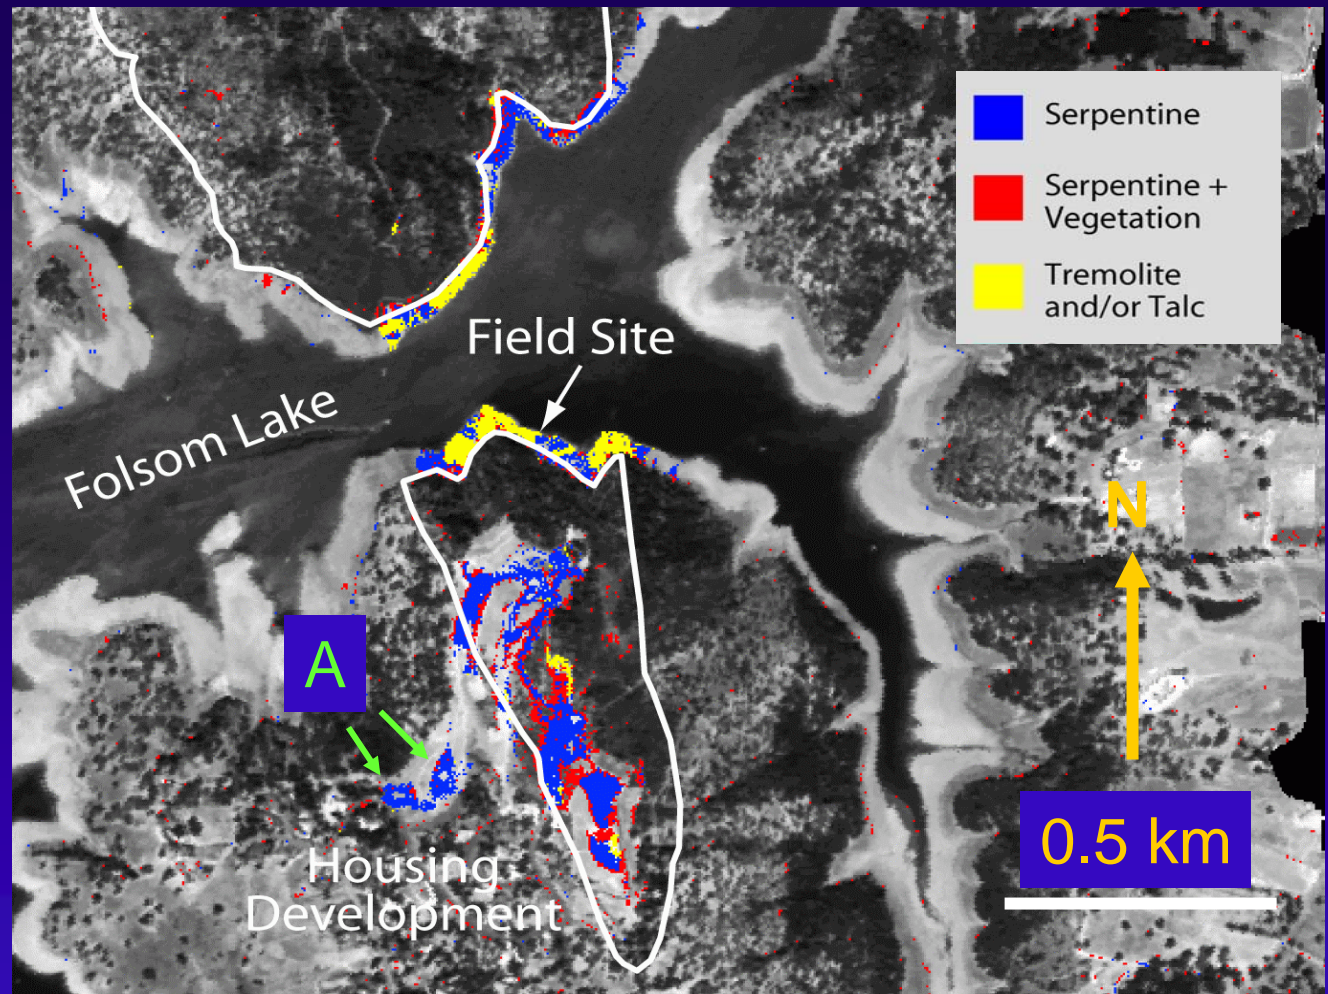 Serpentine
Serpentine +
Vegetation
Tremolite
and/or Talc
Field Site
Folsom Lake
N
A
0.5 km
Housing
Development